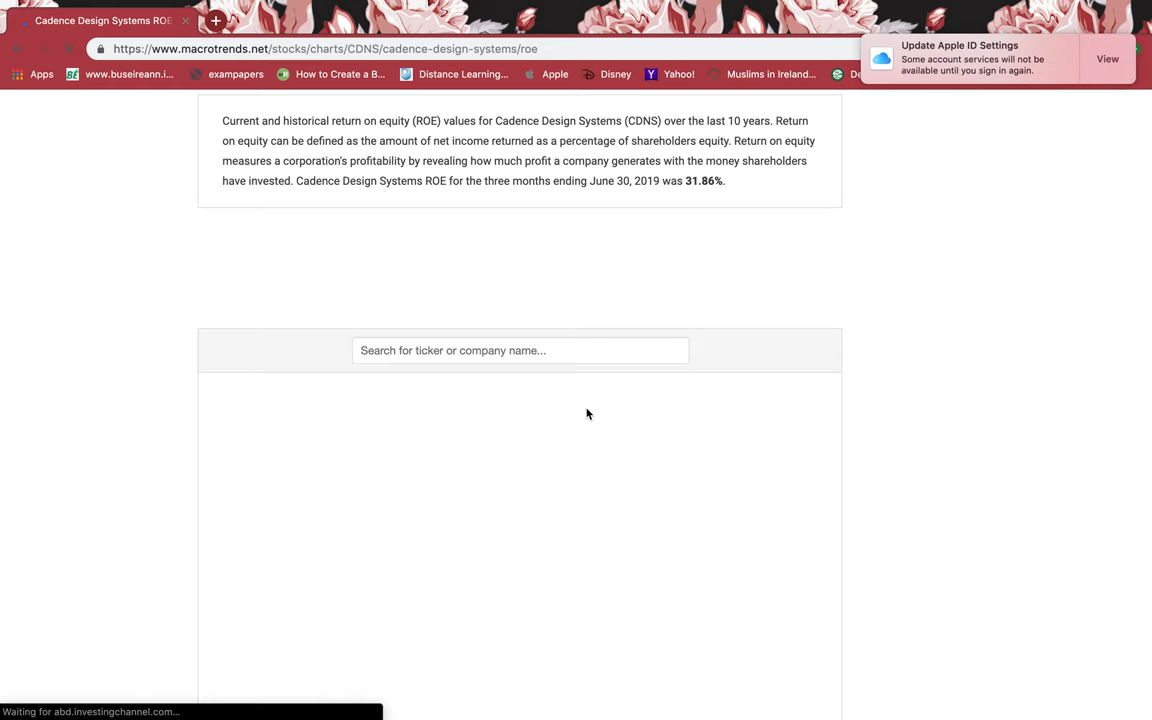 Cadence Design Systems ROE
https://www.macrotrends.net/stocks/charts/CDNS/cadence-design-systems/roe
Update Apple ID Settings
Some account services will not be
available until you sign in again.
View
Apps www.buseireann.i... exampapers How to Create a B... Distance Learning... Apple Disney Yahoo! Muslims in Ireland... De
Current and historical return on equity (ROE) values for Cadence Design Systems (CDNS) over the last 10 years. Return
on equity can be defined as the amount of net income returned as a percentage of shareholders equity. Return on equity
measures a corporation's profitability by revealing how much profit a company generates with the money shareholders
have invested. Cadence Design Systems ROE for the three months ending June 30, 2019 was 31.86%.
Search for ticker or company name...
Waiting for abd.investingchannel.com...